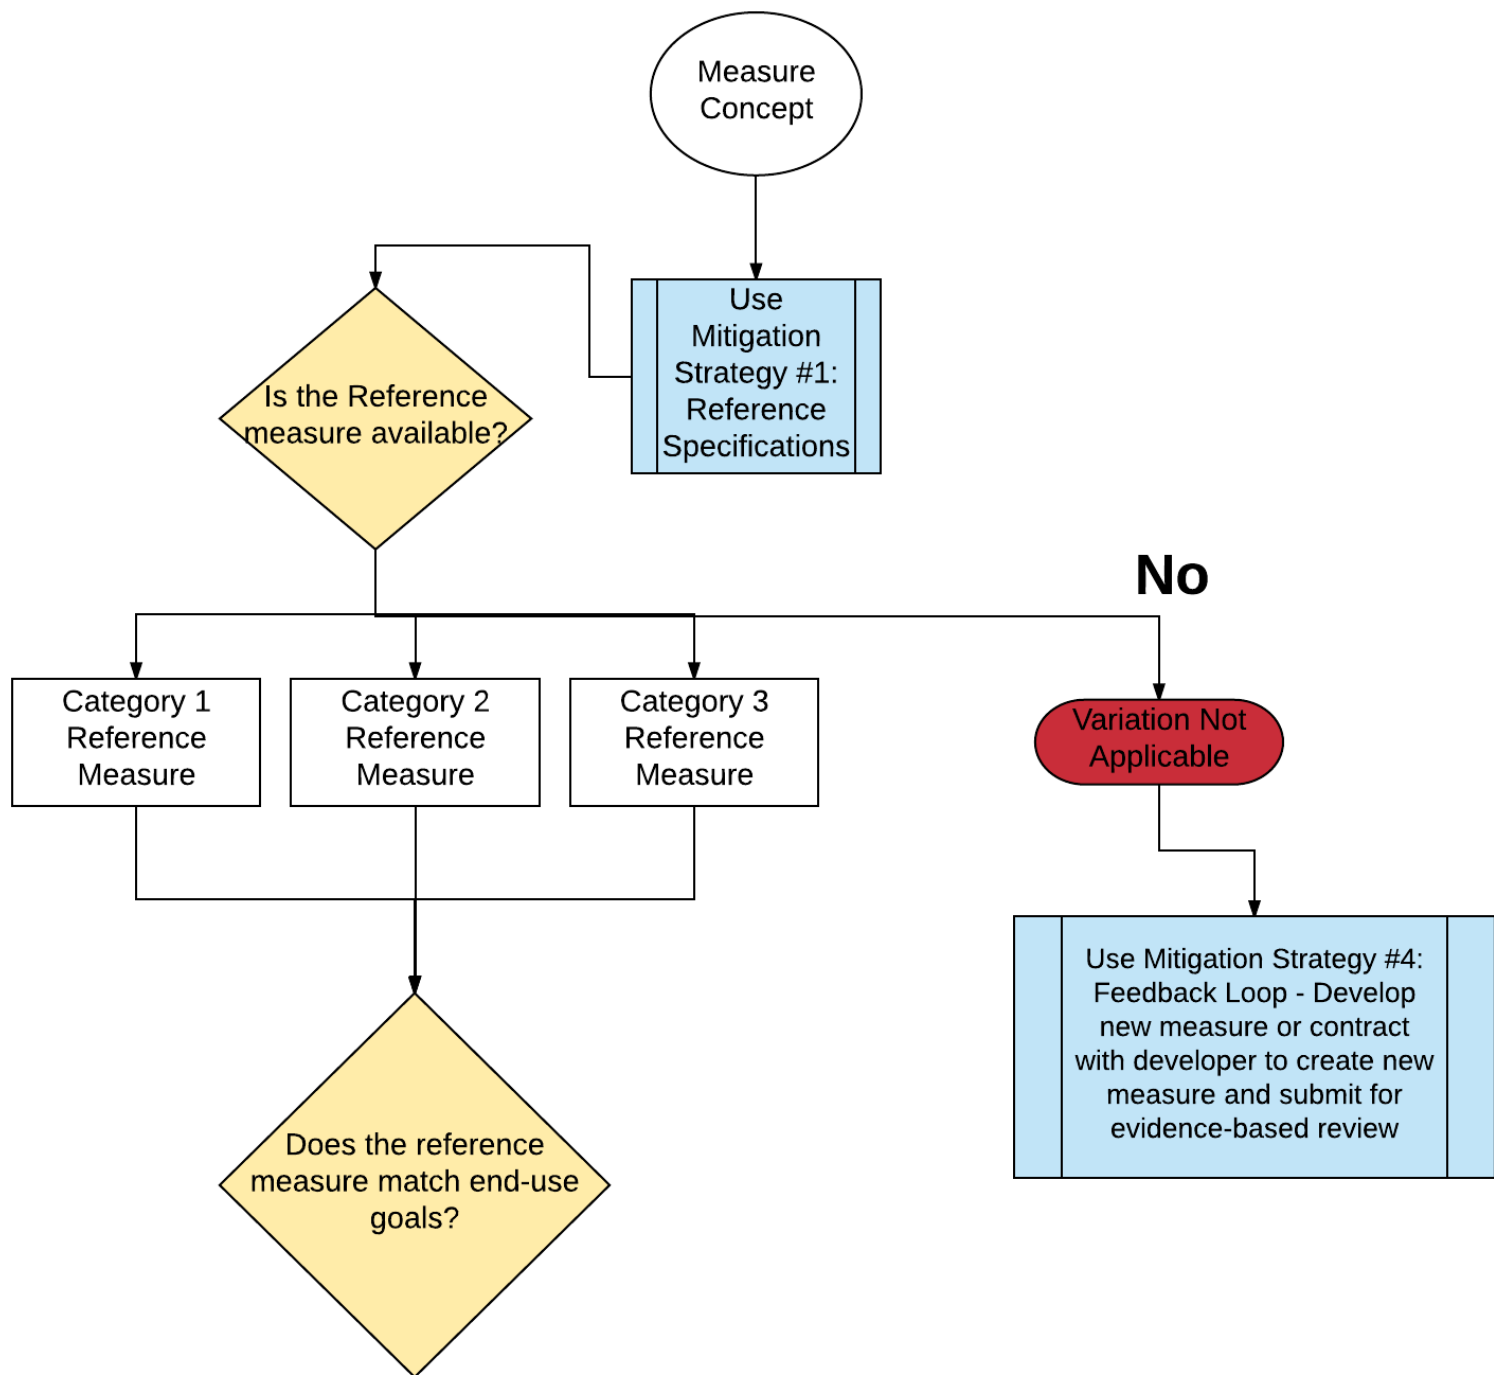 Measure
Concept
Use
Mitigation
Strategy #1:
Reference
Specifications
Is the Reference
measure available?
No
Category 1
Reference
Measure
Category 2
Reference
Measure
Category 3
Reference
Measure
Variation Not
Applicable
Use Mitigation Strategy #4:
Feedback Loop - Develop
new measure or contract
with developer to create new
measure and submit for
evidence-based review
Does the reference
measure match end-use
goals?